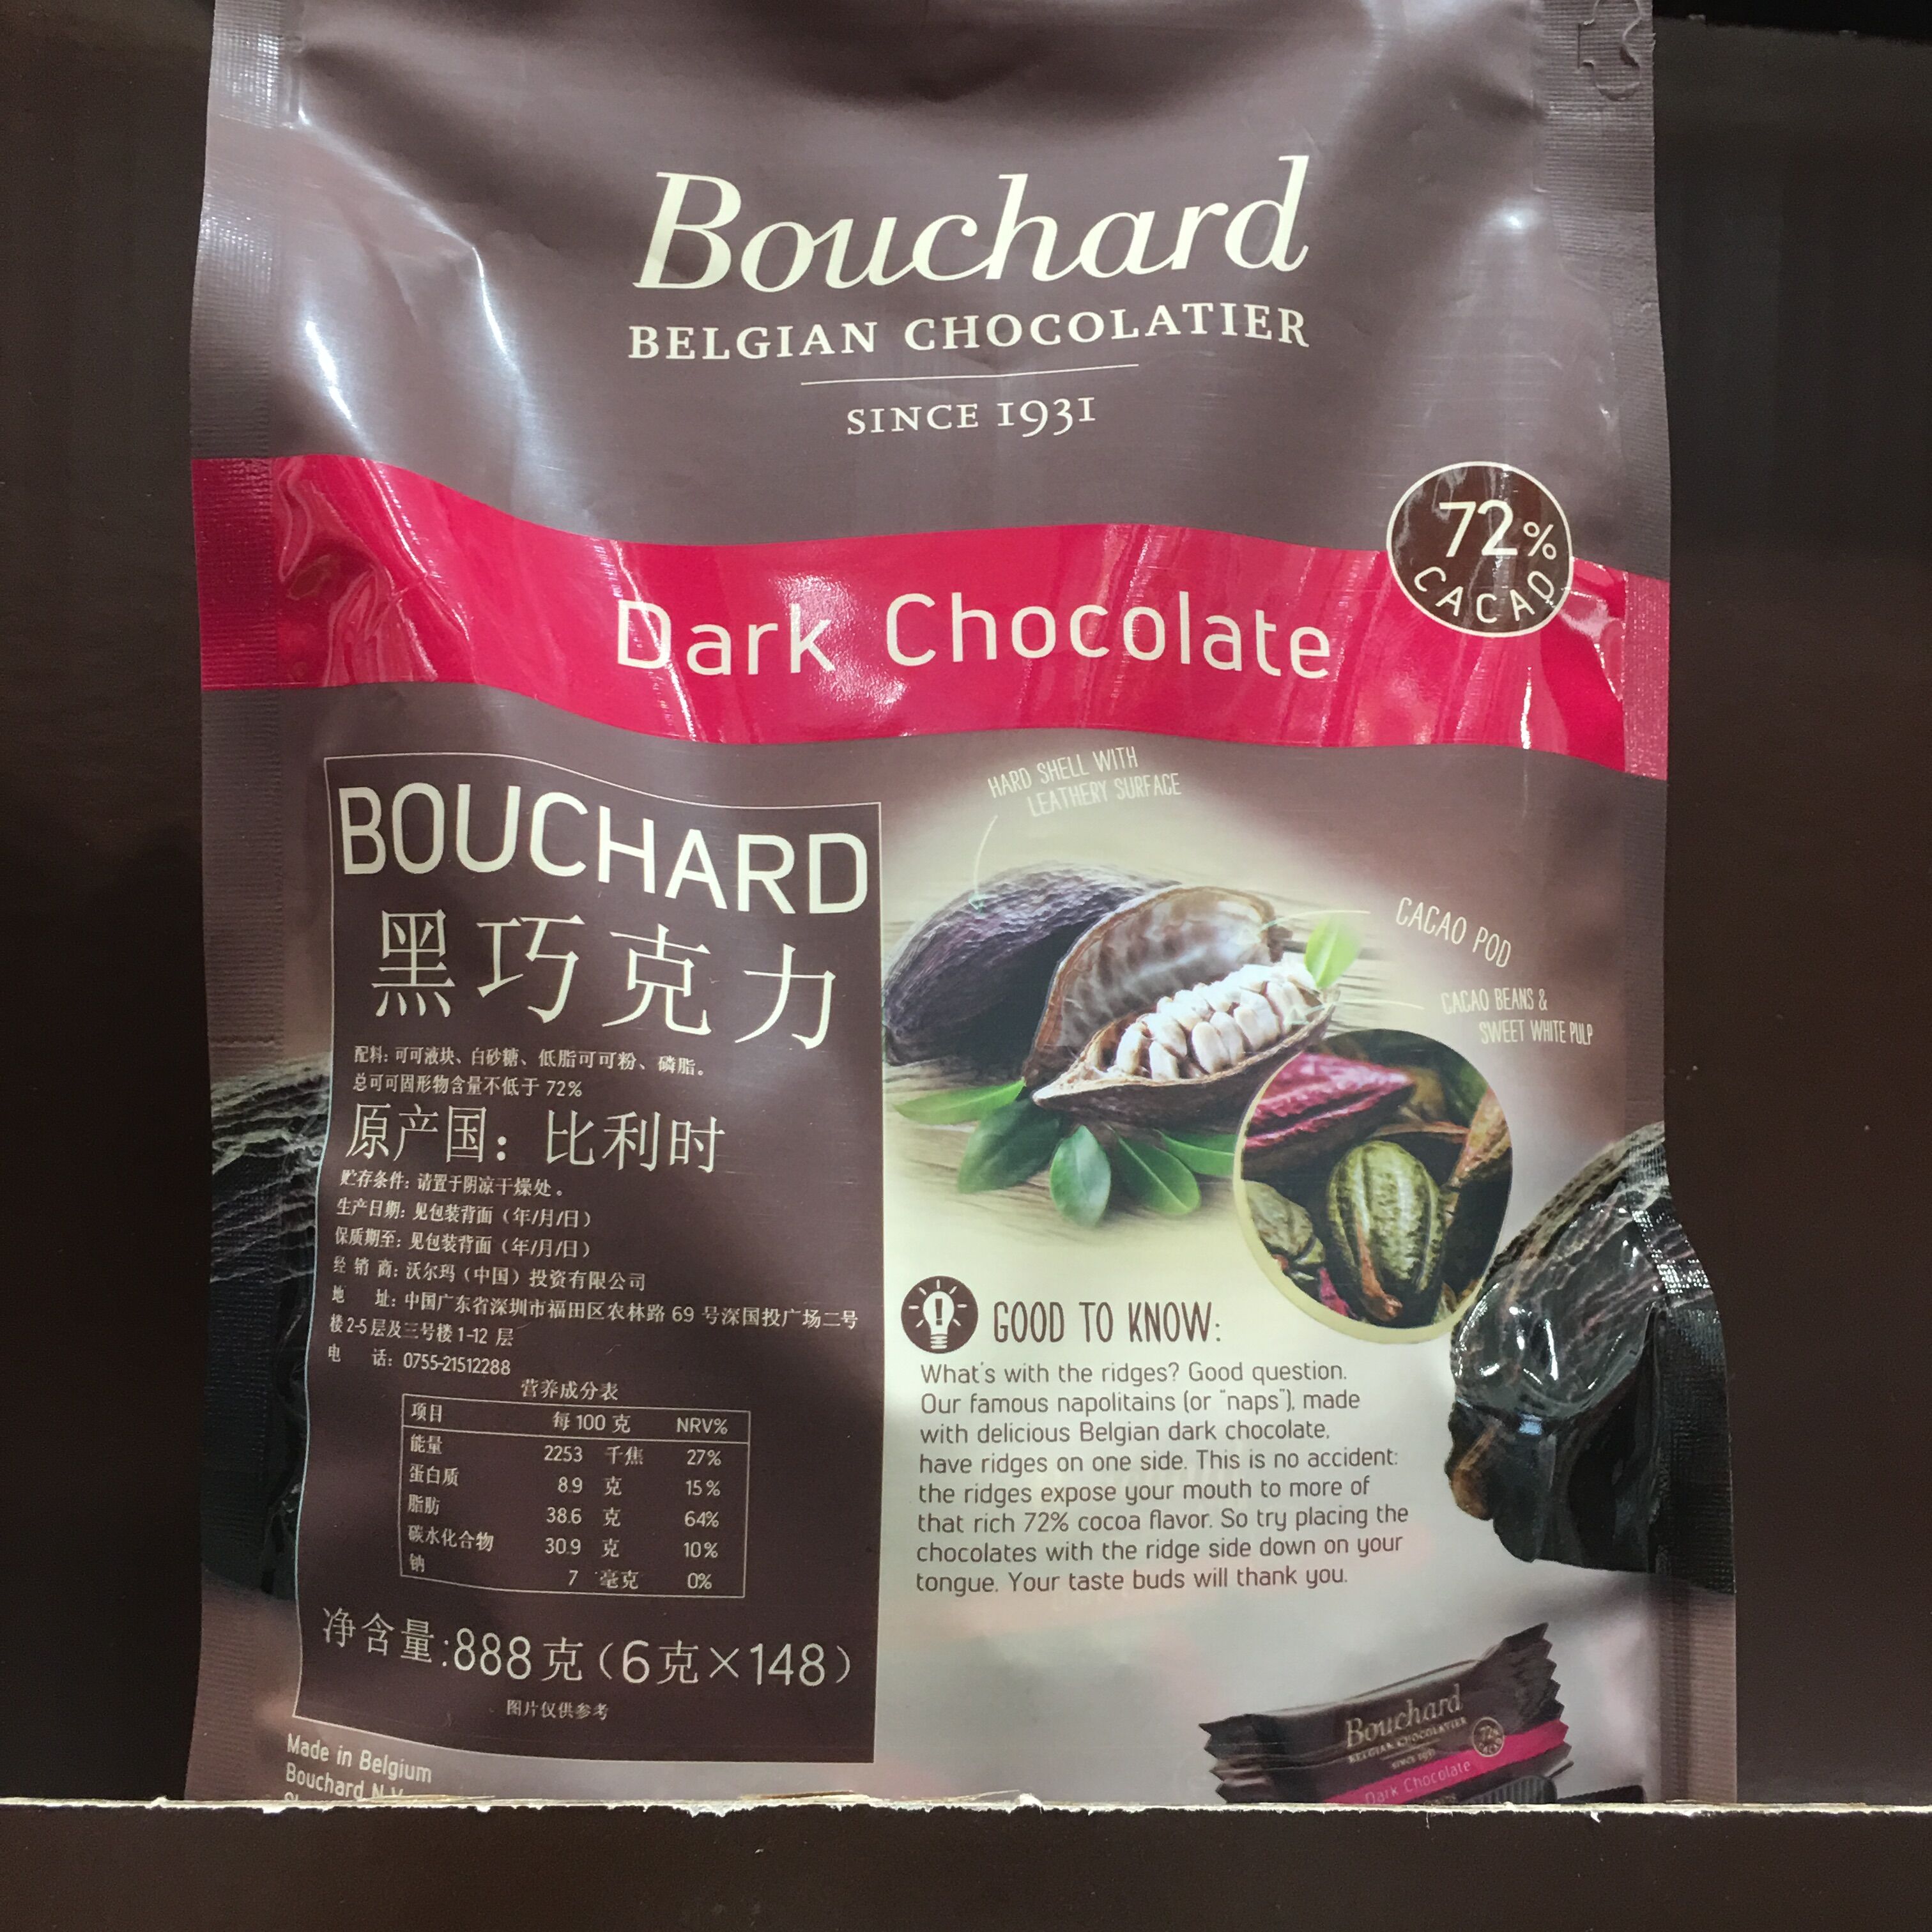 Bouchard
BELGIAN CHOCOLATIER
SINCE 1931
72%
CACAO
Dark Chocolate
BOUCHARD
黑巧克力
配料: 可可液块、白砂糖、低脂可可粉、磷脂。
总可可固形物含量不低于 72%
原产国: 比利时
贮存条件: 请置于阴凉干燥处。
生产日期: 见包装背面 (年/月/日)
保质期至: 见包装背面 (年/月/日)
经 销 商: 沃尔玛 (中国) 投资有限公司
地 址: 中国广东省深圳市福田区农林路 69 号深国投广场二号
楼 2-5 层及三号楼 1-12 层
电 话: 0755-21512288
营养成分表
项目 每 100 克 NRV%
能量 2253 千焦 27%
蛋白质 8.9 克 15%
脂肪 38.6 克 64%
碳水化合物 30.9 克 10%
钠 7 毫克 0%
净含量:888 克 (6克×148)
图片仅供参考
Made in Belgium
Bouchard N.V.
HARD SHELL WITH
LEATHERY SURFACE
CACAO POD
CACAO BEANS &
SWEET WHITE PULP
GOOD TO KNOW:
What's with the ridges? Good question.
Our famous napolitains (or "naps"), made
with delicious Belgian dark chocolate,
have ridges on one side. This is no accident:
the ridges expose your mouth to more of
that rich 72% cocoa flavor. So try placing the
chocolates with the ridge side down on your
tongue. Your taste buds will thank you.
Bouchard
BELGIAN CHOCOLATIER
SINCE 1931
72%
Dark Chocolate